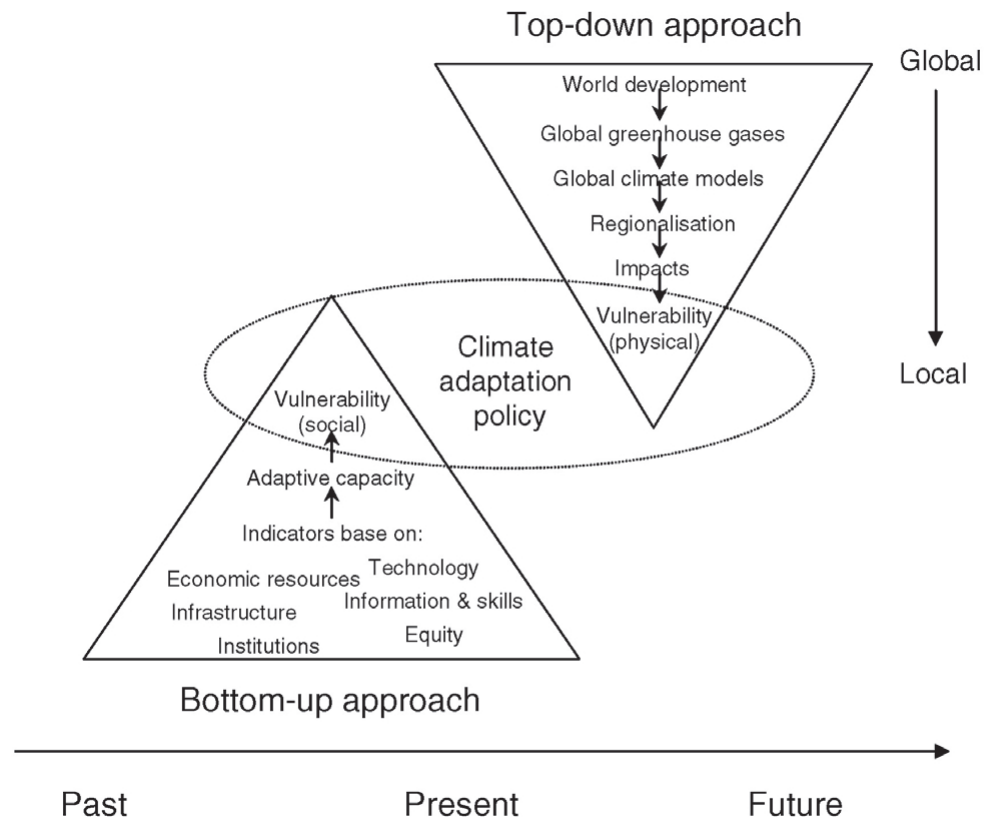 Top-down approach
Global
World development
Global greenhouse gases
Global climate models
Regionalisation
Impacts
Vulnerability
(physical)
Local
Climate
adaptation
policy
Vulnerability
(social)
Adaptive capacity
Indicators base on:
Technology
Economic resources
Information & skills
Infrastructure
Equity
Institutions
Bottom-up approach
Past Present Future